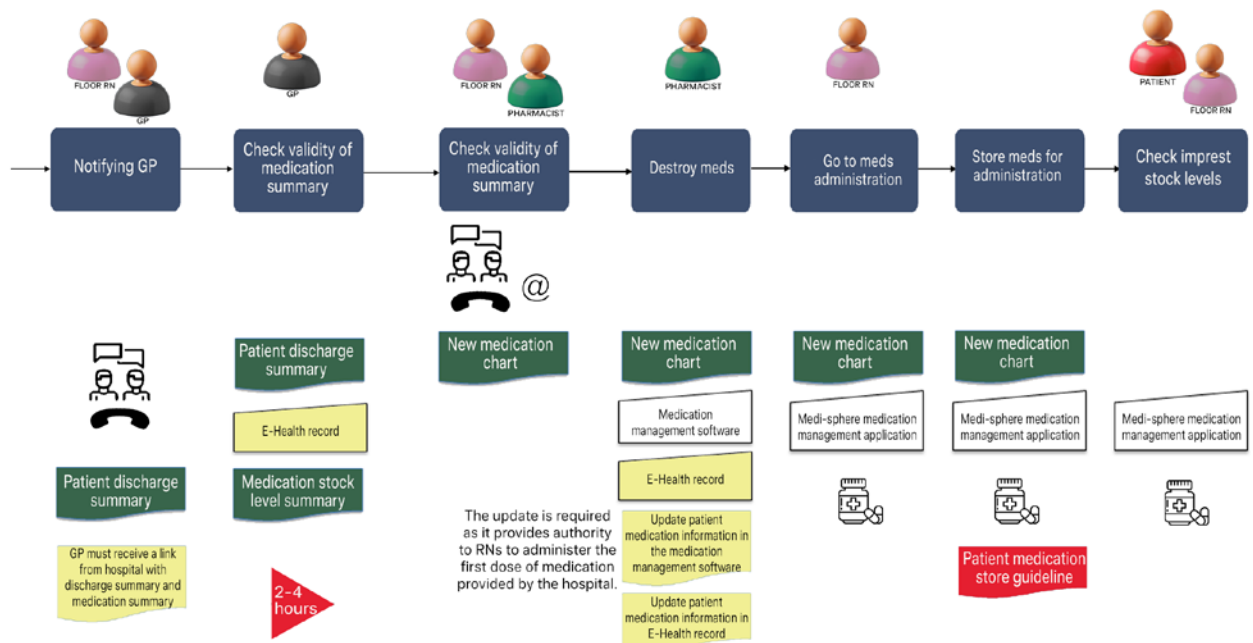 FLOOR RN
GP
GP
FLOOR RN
PHARMACIST
PHARMACIST
FLOOR RN
PATIENT
FLOOR RN
Notifying GP
Check validity of
medication
summary
Check validity of
medication
summary
Destroy meds
Go to meds
administration
Store meds for
administration
Check imprest
stock levels
@
Patient discharge
summary
New medication
chart
New medication
chart
New medication
chart
New medication
chart
E-Health record
Medication
management software
Medi-sphere medication
management application
Medi-sphere medication
management application
Medi-sphere medication
management application
Patient discharge
summary
Medication stock
level summary
E-Health record
GP must receive a link
from hospital with
discharge summary and
medication summary
2-4
hours
The update is required
as it provides authority
to RNs to administer the
first dose of medication
provided by the hospital.
Update patient
medication information in
the medication
management software
Update patient
medication information in
E-Health record
Patient medication
store guideline